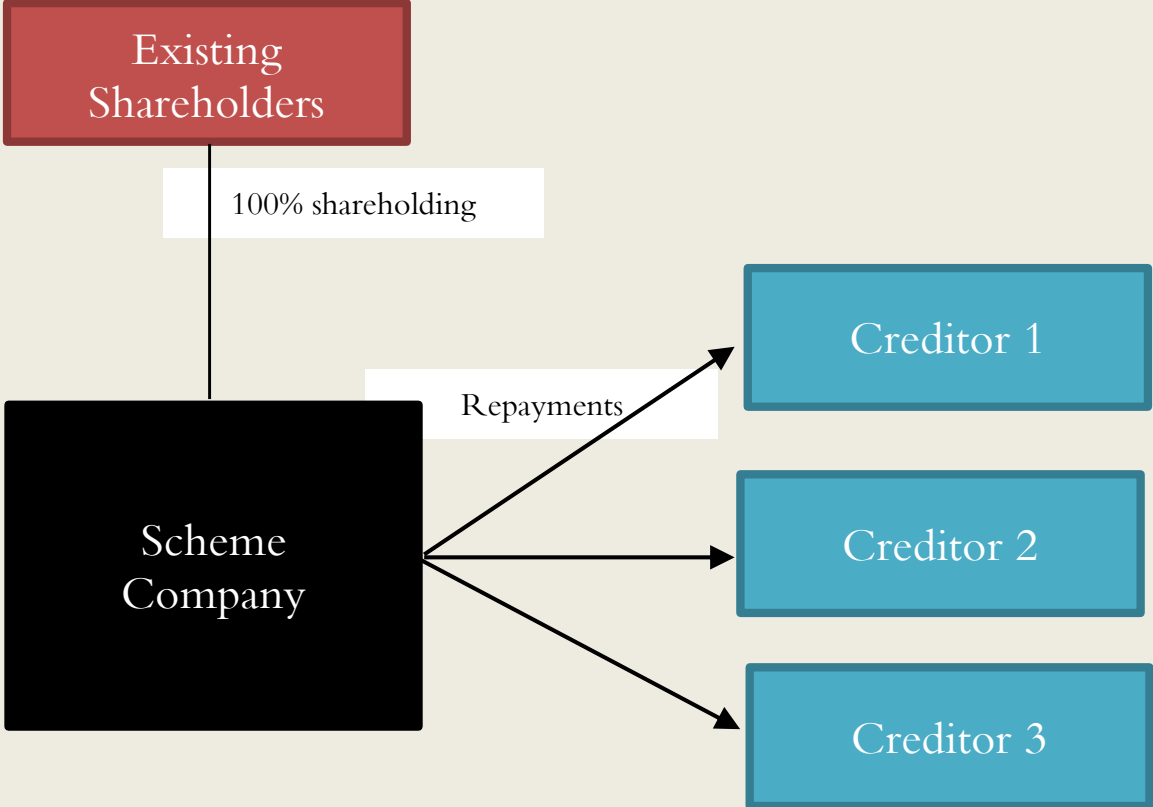 Existing
Shareholders
100% shareholding
Creditor 1
Repayments
Scheme
Company
Creditor 2
Creditor 3